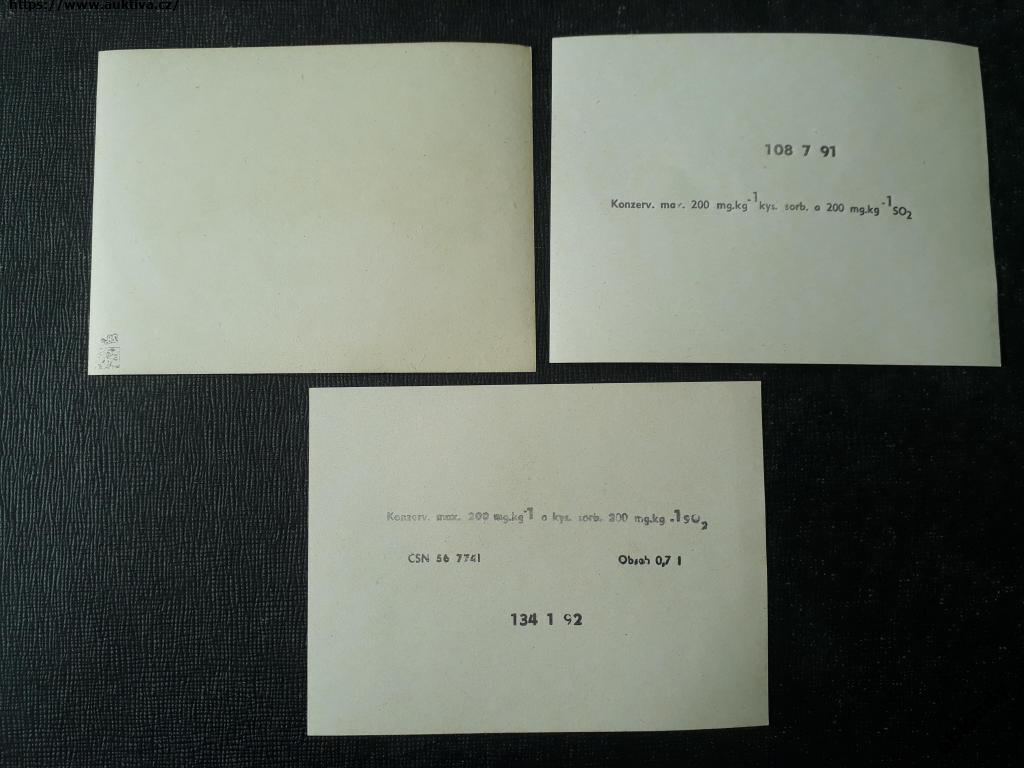 https://www.auktiva.cz/
108 7 91
Konzerv. max. 200 mg.kg⁻¹ kys. sorb. a 200 mg.kg⁻¹ SO₂
Konzerv. max. 200 mg.kg⁻¹ a kys. sorb. 200 mg.kg ⁻¹ SO₂
ČSN 56 7741 Obsah 0,7 l
134 1 92